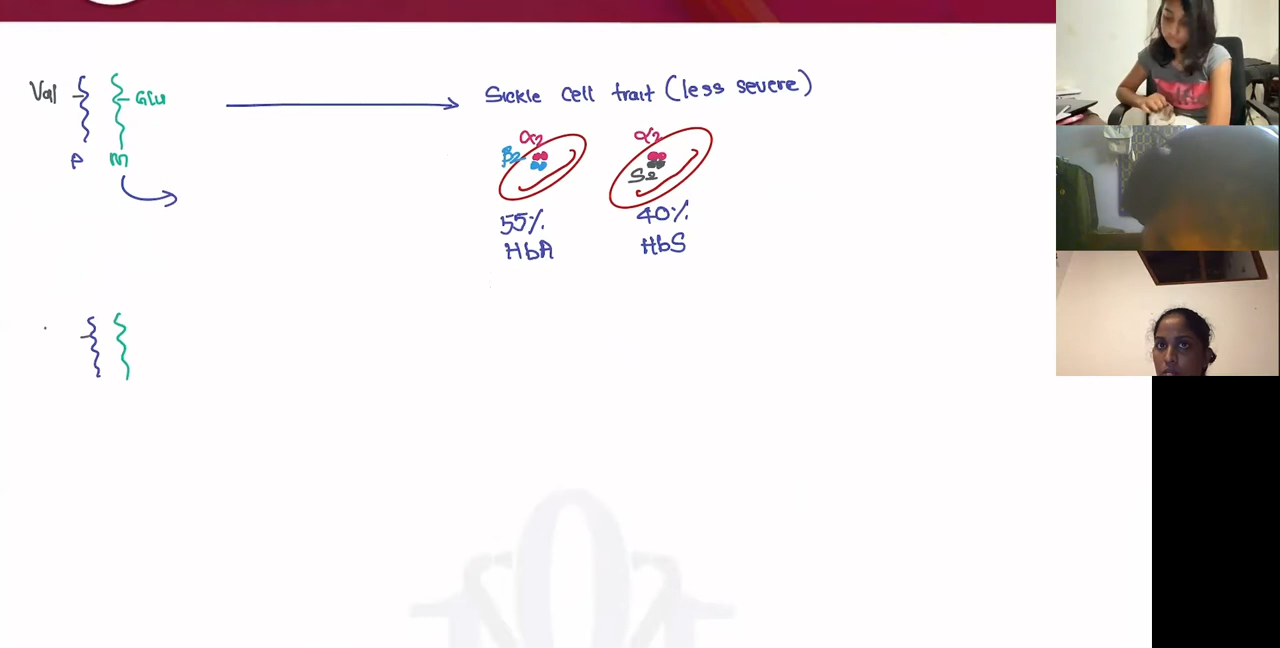 Val Glu Sickle cell trait (less severe)
P m
α2 α2
β2 S2
55% 40%
HbA HbS